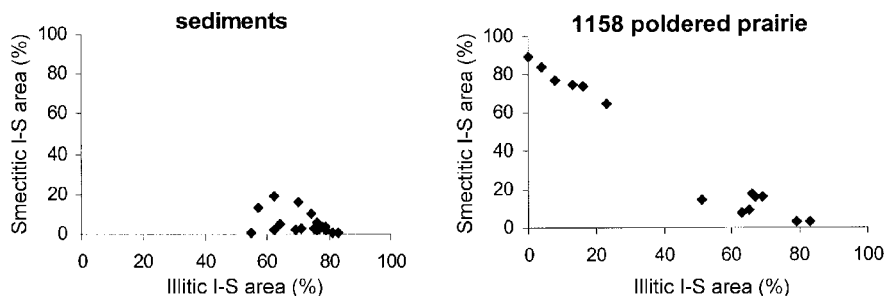 sediments
Smectitic I-S area (%)
100
80
60
40
20
0
0 20 40 60 80 100
Illitic I-S area (%)
1158 poldered prairie
Smectitic I-S area (%)
100
80
60
40
20
0
0 20 40 60 80 100
Illitic I-S area (%)